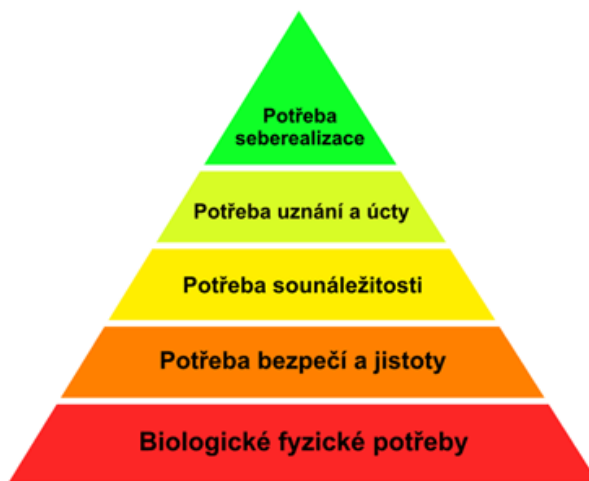 Potřeba
seberealizace
Potřeba uznání a úcty
Potřeba sounáležitosti
Potřeba bezpečí a jistoty
Biologické fyzické potřeby